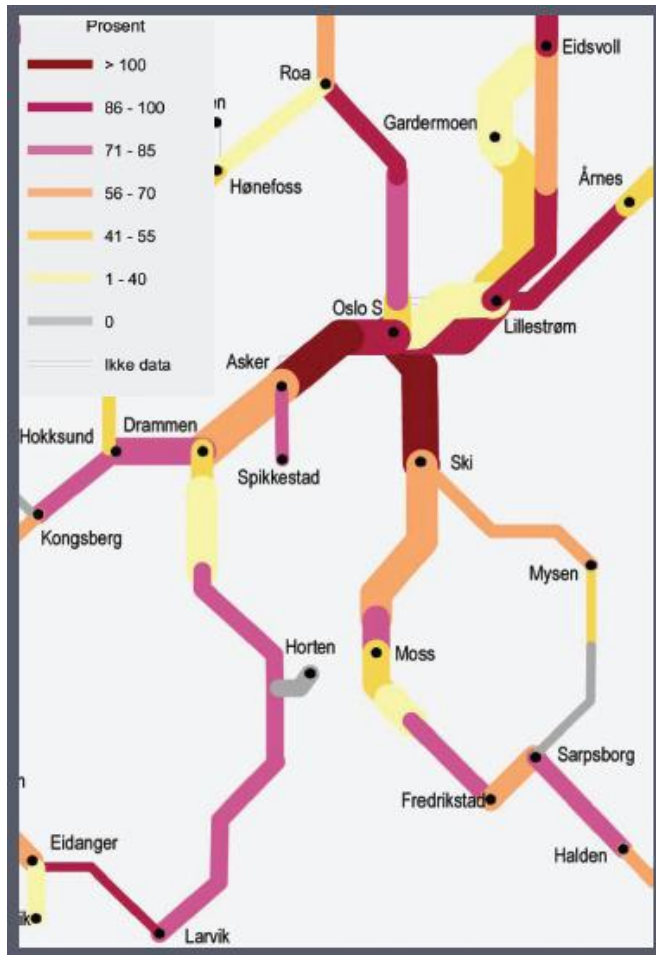 Prosent
> 100
86 - 100
71 - 85
56 - 70
41 - 55
1 - 40
0
Ikke data
Eidsvoll
Roa
Gardermoen
Årnes
Hønefoss
Oslo S
Lillestrøm
Asker
Hokksund
Drammen
Spikkestad
Ski
Kongsberg
Mysen
Horten
Moss
Sarpsborg
Fredrikstad
Halden
Eidanger
Larvik